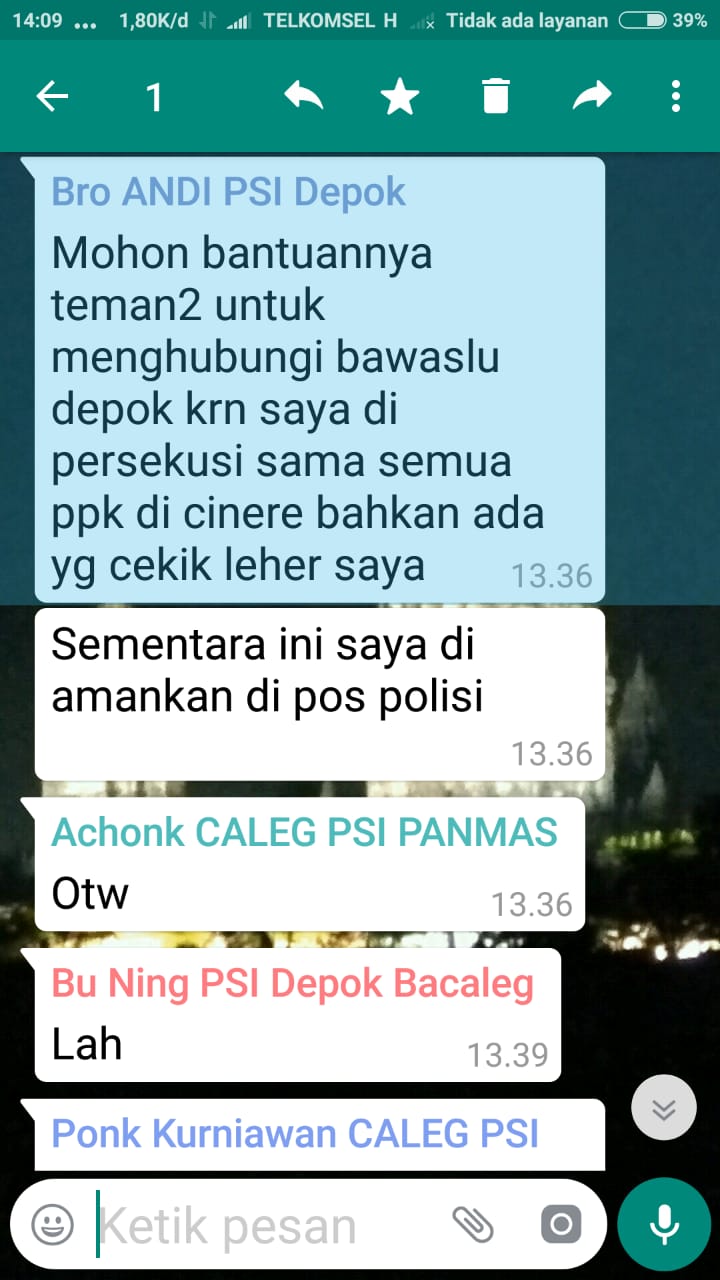 14:09 ... 1,80K/d TELKOMSEL H Tidak ada layanan 39%
1
Bro ANDI PSI Depok
Mohon bantuannya
teman2 untuk
menghubungi bawaslu
depok krn saya di
persekusi sama semua
ppk di cinere bahkan ada
yg cekik leher saya 13.36
Sementara ini saya di
amankan di pos polisi
13.36
Achonk CALEG PSI PANMAS
Otw 13.36
Bu Ning PSI Depok Bacaleg
Lah 13.39
Ponk Kurniawan CALEG PSI
Ketik pesan